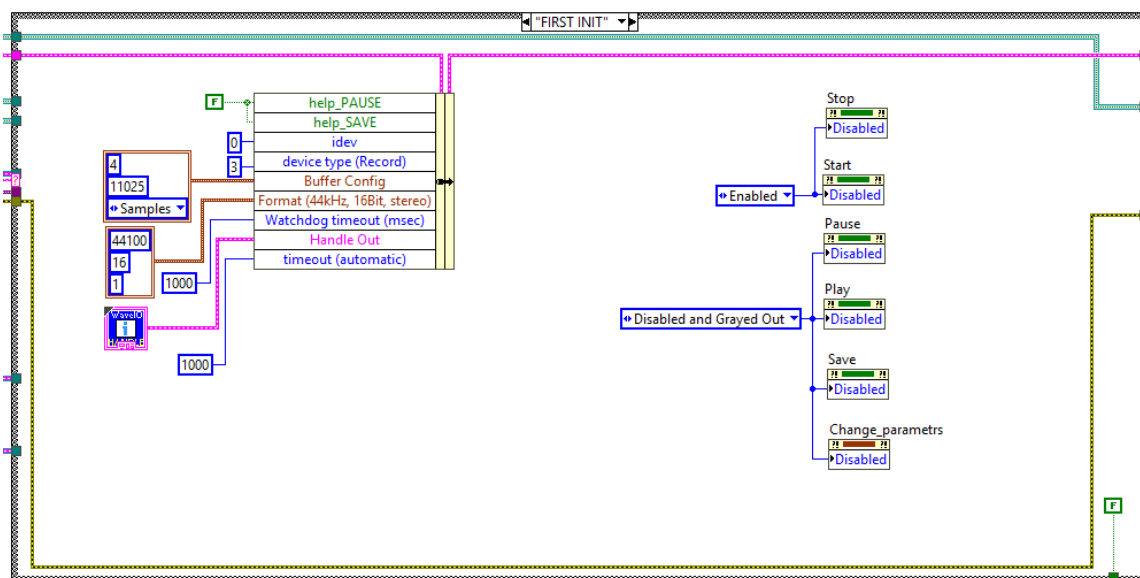 "FIRST INIT"
F
help_PAUSE
help_SAVE
0
idev
3
device type (Record)
4
11025
Samples
Buffer Config
Format (44kHz, 16Bit, stereo)
Watchdog timeout (msec)
Handle Out
timeout (automatic)
44100
16
1
1000
i
1000
Stop
?! ?!
Disabled
Start
?! ?!
Disabled
Enabled
Pause
?! ?!
Disabled
Play
?! ?!
Disabled
Disabled and Grayed Out
Save
?! ?!
Disabled
Change_parametrs
?! ?!
Disabled
F